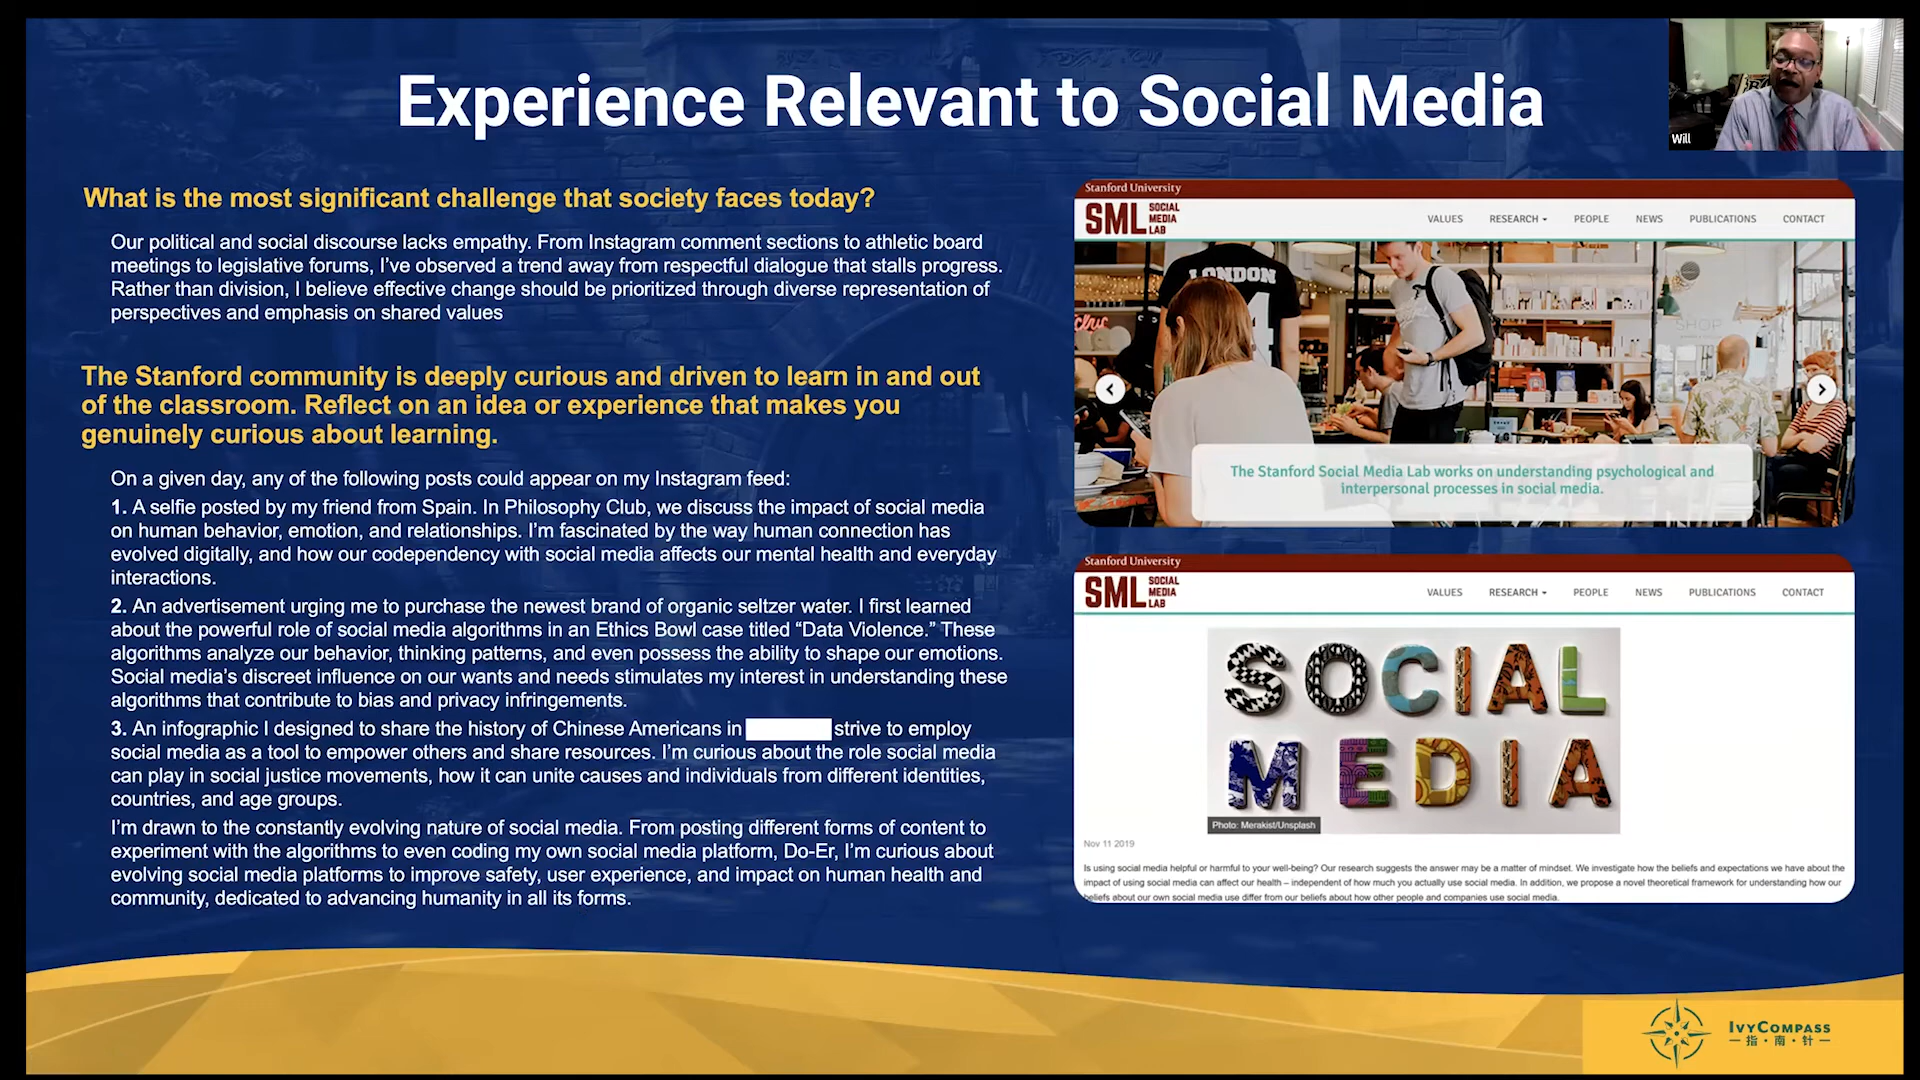 Experience Relevant to Social Media
Will
What is the most significant challenge that society faces today?
Our political and social discourse lacks empathy. From Instagram comment sections to athletic board
meetings to legislative forums, I've observed a trend away from respectful dialogue that stalls progress.
Rather than division, I believe effective change should be prioritized through diverse representation of
perspectives and emphasis on shared values
The Stanford community is deeply curious and driven to learn in and out
of the classroom. Reflect on an idea or experience that makes you
genuinely curious about learning.
On a given day, any of the following posts could appear on my Instagram feed:
1. A selfie posted by my friend from Spain. In Philosophy Club, we discuss the impact of social media
on human behavior, emotion, and relationships. I'm fascinated by the way human connection has
evolved digitally, and how our codependency with social media affects our mental health and everyday
interactions.
2. An advertisement urging me to purchase the newest brand of organic seltzer water. I first learned
about the powerful role of social media algorithms in an Ethics Bowl case titled “Data Violence.” These
algorithms analyze our behavior, thinking patterns, and even possess the ability to shape our emotions.
Social media's discreet influence on our wants and needs stimulates my interest in understanding these
algorithms that contribute to bias and privacy infringements.
3. An infographic I designed to share the history of Chinese Americans in strive to employ
social media as a tool to empower others and share resources. I'm curious about the role social media
can play in social justice movements, how it can unite causes and individuals from different identities,
countries, and age groups.
I'm drawn to the constantly evolving nature of social media. From posting different forms of content to
experiment with the algorithms to even coding my own social media platform, Do-Er, I'm curious about
evolving social media platforms to improve safety, user experience, and impact on human health and
community, dedicated to advancing humanity in all its forms.
Stanford University
SML SOCIAL MEDIA LAB
VALUES RESEARCH PEOPLE NEWS PUBLICATIONS CONTACT
LONDON
4
SHOP
The Stanford Social Media Lab works on understanding psychological and
interpersonal processes in social media.
Stanford University
SML SOCIAL MEDIA LAB
VALUES RESEARCH PEOPLE NEWS PUBLICATIONS CONTACT
SOCIAL
MEDIA
Photo: Merakist/Unsplash
Nov 11 2019
Is using social media helpful or harmful to your well-being? Our research suggests the answer may be a matter of mindset. We investigate how the beliefs and expectations we have about the
impact of using social media can affect our health – independent of how much you actually use social media. In addition, we propose a novel theoretical framework for understanding how our
beliefs about our own social media use differ from our beliefs about how other people and companies use social media.
IVYCOMPASS
指·南·针